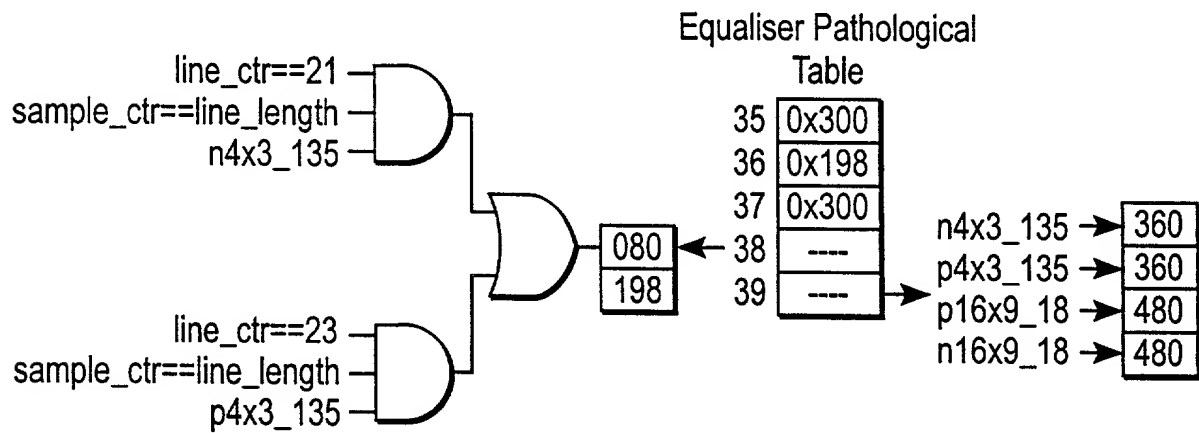 Equaliser Pathological
Table
line_ctr==21
sample_ctr==line_length
n4x3_135
line_ctr==23
sample_ctr==line_length
p4x3_135
080
198
35 0x300
36 0x198
37 0x300
38 ----
39 ----
n4x3_135 360
p4x3_135 360
p16x9_18 480
n16x9_18 480